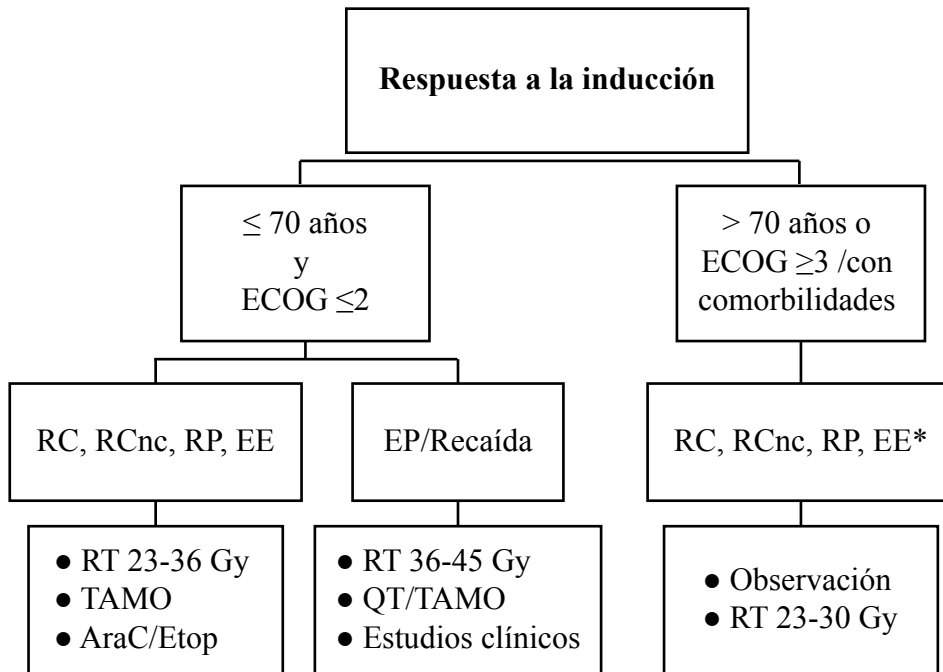 Respuesta a la inducción
≤ 70 años
y
ECOG ≤2
> 70 años o
ECOG ≥3 /con
comorbilidades
RC, RCnc, RP, EE
EP/Recaída
RC, RCnc, RP, EE*
● RT 23-36 Gy
● TAMO
● AraC/Etop
● RT 36-45 Gy
● QT/TAMO
● Estudios clínicos
● Observación
● RT 23-30 Gy